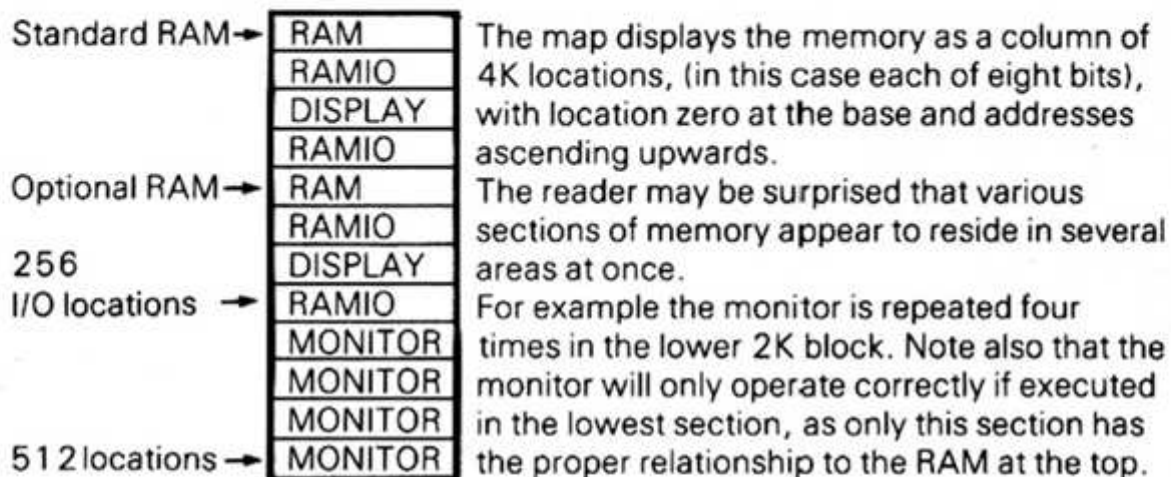 Standard RAM→ RAM The map displays the memory as a column of
RAMIO 4K locations, (in this case each of eight bits),
DISPLAY with location zero at the base and addresses
RAMIO ascending upwards.
Optional RAM→ RAM The reader may be surprised that various
RAMIO sections of memory appear to reside in several
256 DISPLAY areas at once.
I/O locations → RAMIO For example the monitor is repeated four
MONITOR times in the lower 2K block. Note also that the
MONITOR monitor will only operate correctly if executed
MONITOR in the lowest section, as only this section has
512 locations→ MONITOR the proper relationship to the RAM at the top.